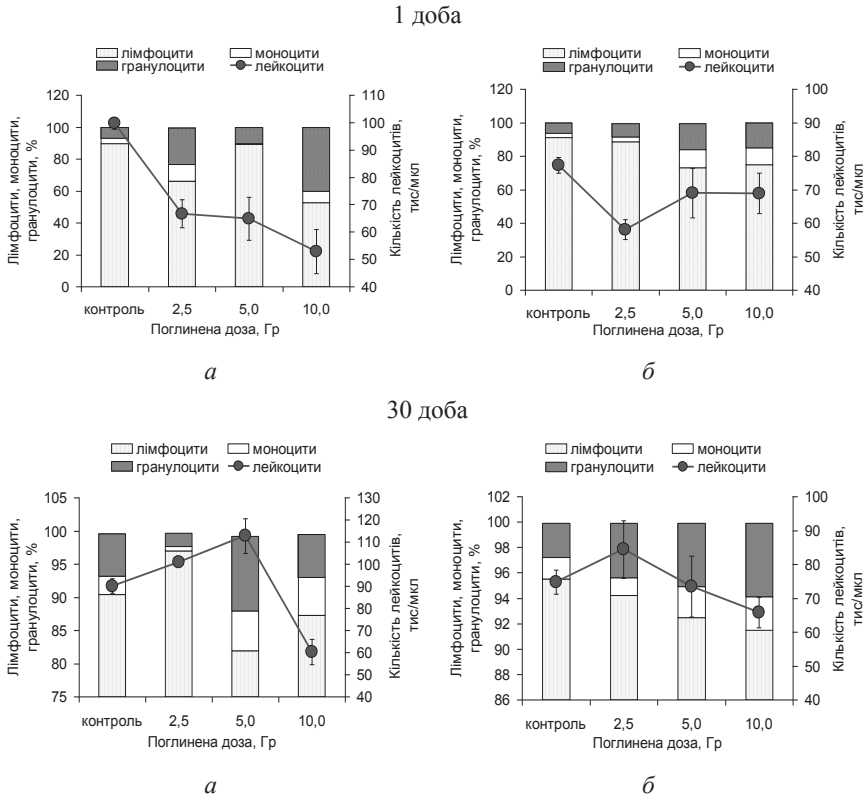 1 доба
лімфоцити моноцити
гранулоцити лейкоцити
Лімфоцити, моноцити,
гранулоцити, %
120
100
80
60
40
20
0
110
100
90
80
70
60
50
40
Кількість лейкоцитів,
тис/мкл
контроль 2,5 5,0 10,0
Поглинена доза, Гр
а
лімфоцити моноцити
гранулоцити лейкоцити
Лімфоцити, моноцити,
гранулоцити, %
120
100
80
60
40
20
0
100
90
80
70
60
50
40
Кількість лейкоцитів,
тис/мкл
контроль 2,5 5,0 10,0
Поглинена доза, Гр
б
30 доба
лімфоцити моноцити
гранулоцити лейкоцити
Лімфоцити, моноцити,
гранулоцити, %
105
100
95
90
85
80
75
130
120
110
100
90
80
70
60
50
40
Кількість лейкоцитів,
тис/мкл
контроль 2,5 5,0 10,0
Поглинена доза, Гр
а
лімфоцити моноцити
гранулоцити лейкоцити
Лімфоцити, моноцити,
гранулоцити, %
102
100
98
96
94
92
90
88
86
100
90
80
70
60
50
40
Кількість лейкоцитів,
тис/мкл
контроль 2,5 5,0 10,0
Поглинена доза, Гр
б